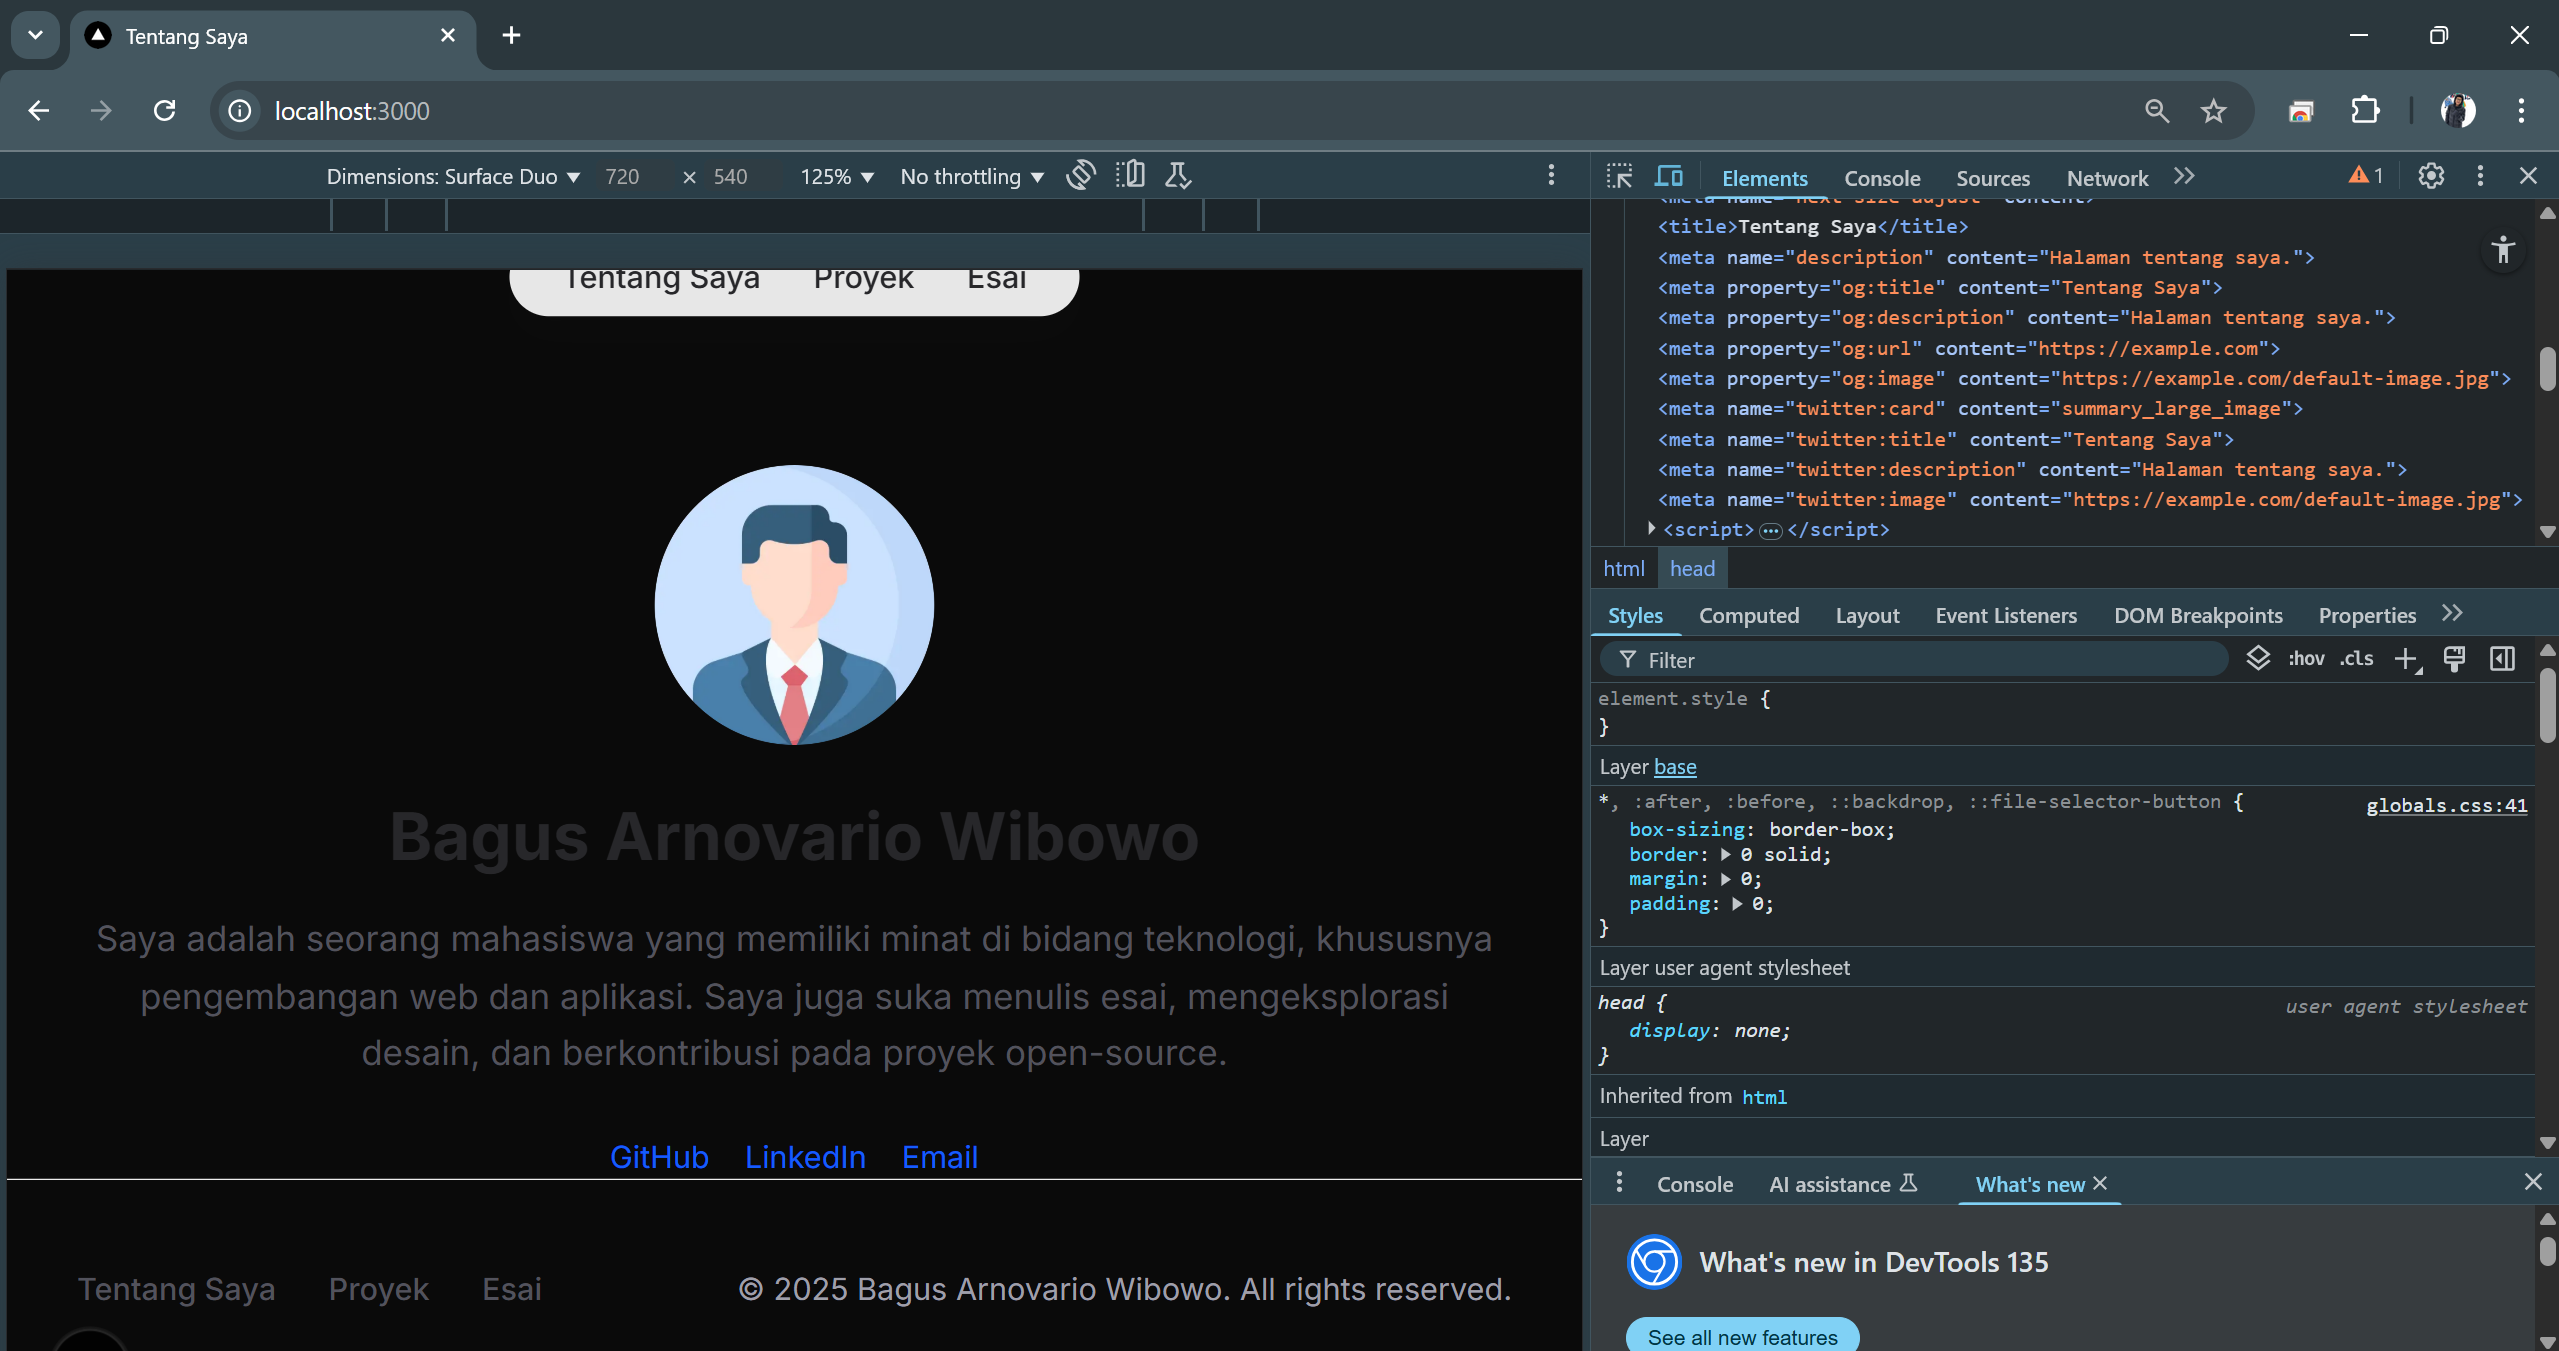 Tentang Saya
localhost:3000
Dimensions: Surface Duo 720 × 540 125% No throttling
Elements Console Sources Network 1
<meta name="next-size-adjust" content>
<title>Tentang Saya</title>
<meta name="description" content="Halaman tentang saya.">
<meta property="og:title" content="Tentang Saya">
<meta property="og:description" content="Halaman tentang saya.">
<meta property="og:url" content="https://example.com">
<meta property="og:image" content="https://example.com/default-image.jpg">
<meta name="twitter:card" content="summary_large_image">
<meta name="twitter:title" content="Tentang Saya">
<meta name="twitter:description" content="Halaman tentang saya.">
<meta name="twitter:image" content="https://example.com/default-image.jpg">
<script>…</script>
html head
Styles Computed Layout Event Listeners DOM Breakpoints Properties
Filter :hov .cls
element.style {
}
Layer base
*, :after, :before, ::backdrop, ::file-selector-button { globals.css:41
box-sizing: border-box;
border: 0 solid;
margin: 0;
padding: 0;
}
Layer user agent stylesheet
head { user agent stylesheet
display: none;
}
Inherited from html
Layer
Console AI assistance What's new
What's new in DevTools 135
See all new features
Tentang Saya Proyek Esai
Bagus Arnovario Wibowo
Saya adalah seorang mahasiswa yang memiliki minat di bidang teknologi, khususnya
pengembangan web dan aplikasi. Saya juga suka menulis esai, mengeksplorasi
desain, dan berkontribusi pada proyek open-source.
GitHub LinkedIn Email
Tentang Saya Proyek Esai © 2025 Bagus Arnovario Wibowo. All rights reserved.